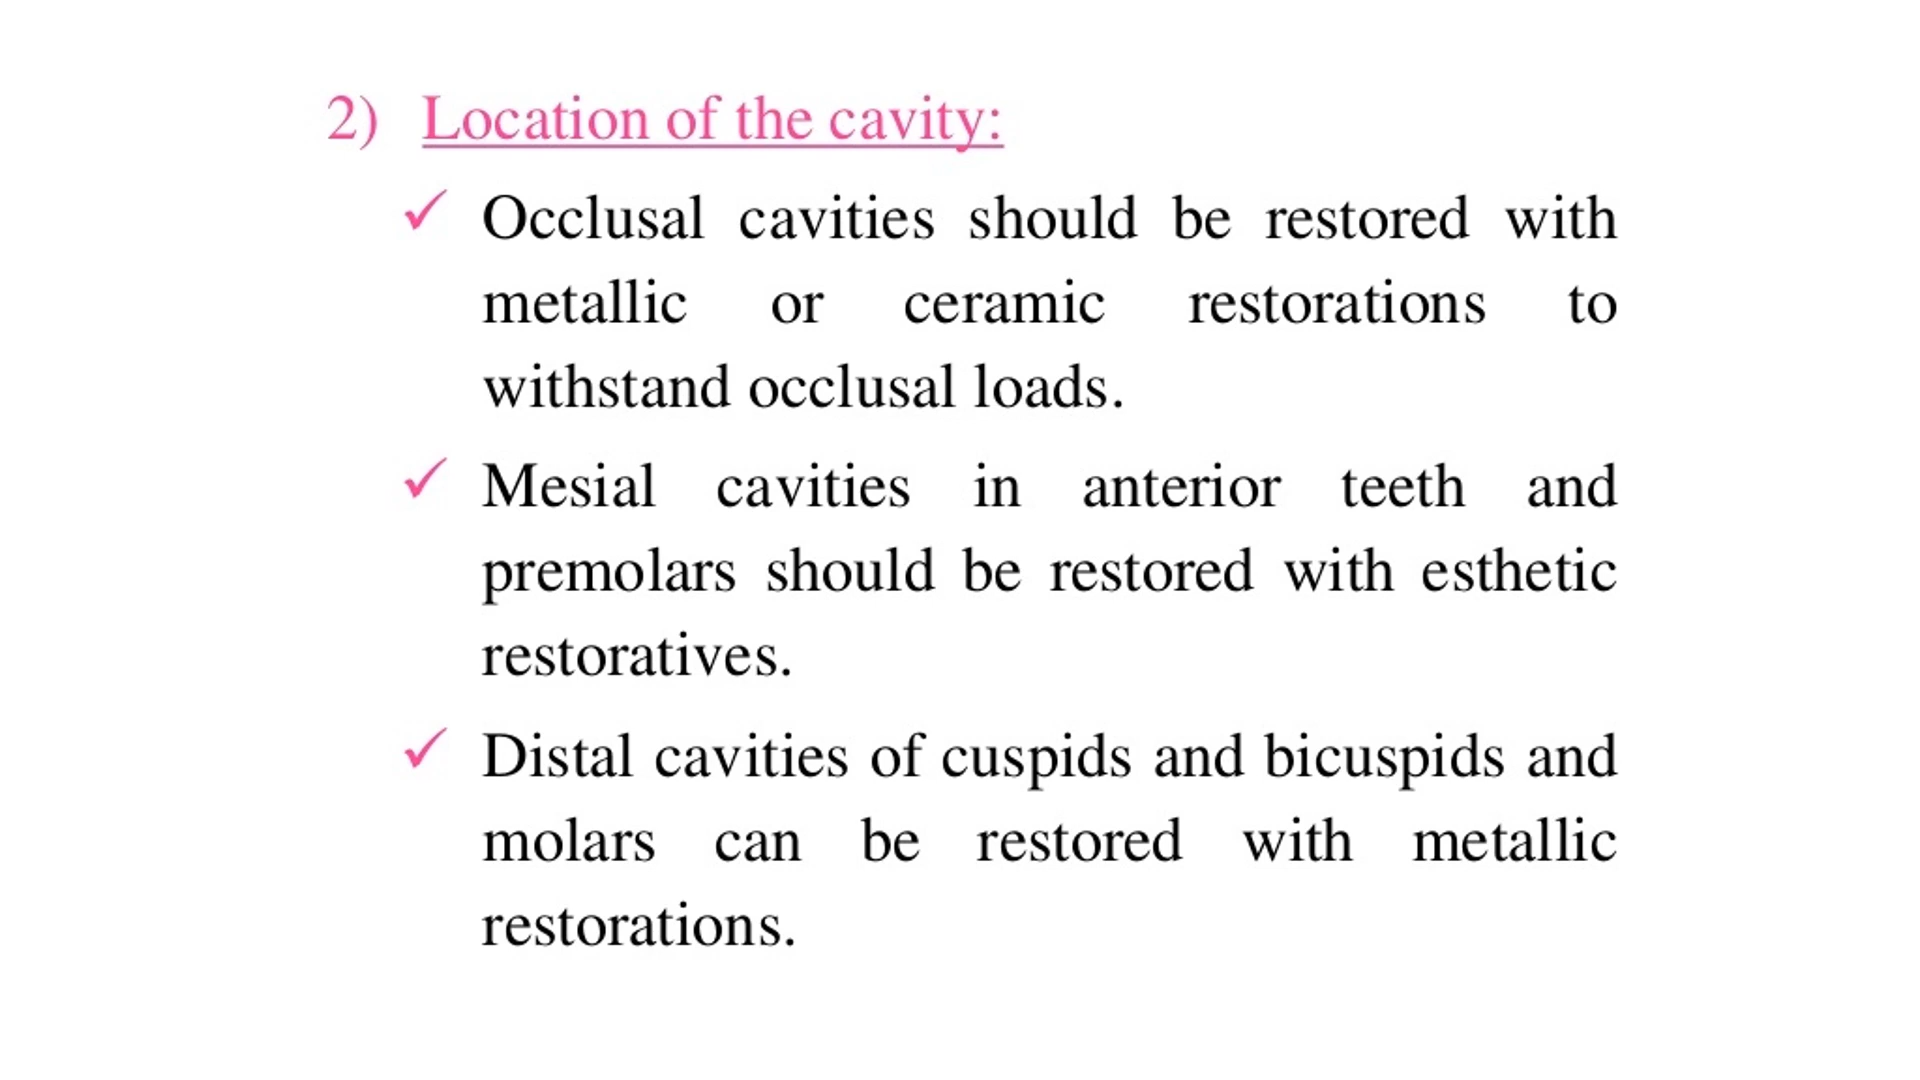 2) Location of the cavity:
✓ Occlusal cavities should be restored with
metallic or ceramic restorations to
withstand occlusal loads.
✓ Mesial cavities in anterior teeth and
premolars should be restored with esthetic
restoratives.
✓ Distal cavities of cuspids and bicuspids and
molars can be restored with metallic
restorations.